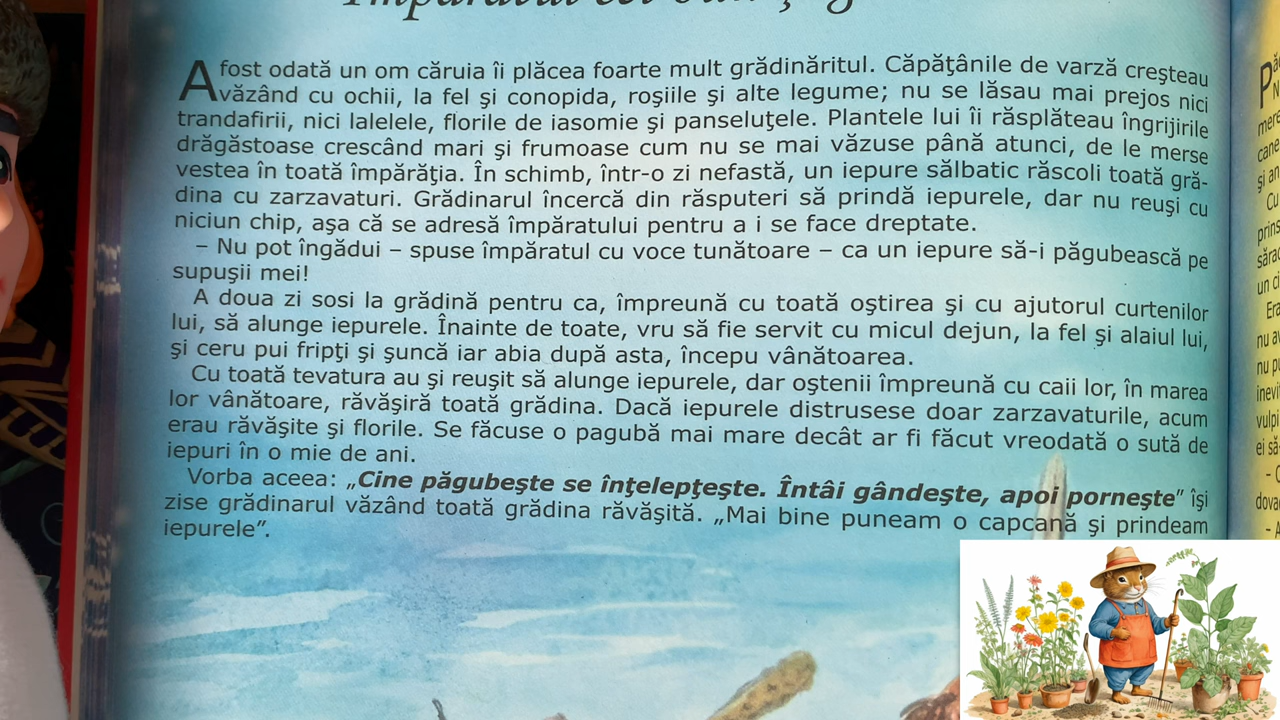 Împăratul cel bun și
A fost odată un om căruia îi plăcea foarte mult grădinăritul. Căpăţânile de varză creşteau
văzând cu ochii, la fel şi conopida, roşiile şi alte legume; nu se lăsau mai prejos nici
trandafirii, nici lalelele, florile de iasomie şi panseluţele. Plantele lui îi răsplăteau îngrijirile
drăgăstoase crescând mari şi frumoase cum nu se mai văzuse până atunci, de le merse
vestea în toată împărăţia. În schimb, într-o zi nefastă, un iepure sălbatic răscoli toată gră-
dina cu zarzavaturi. Grădinarul încercă din răsputeri să prindă iepurele, dar nu reuşi cu
niciun chip, aşa că se adresă împăratului pentru a i se face dreptate.
– Nu pot îngădui – spuse împăratul cu voce tunătoare – ca un iepure să-i păgubească pe
supuşii mei!
A doua zi sosi la grădină pentru ca, împreună cu toată oştirea şi cu ajutorul curtenilor
lui, să alunge iepurele. Înainte de toate, vru să fie servit cu micul dejun, la fel şi alaiul lui,
şi ceru pui fripţi şi şuncă iar abia după asta, începu vânătoarea.
Cu toată tevatura au şi reuşit să alunge iepurele, dar oştenii împreună cu caii lor, în marea
lor vânătoare, răvăşiră toată grădina. Dacă iepurele distrusese doar zarzavaturile, acum
erau răvăşite şi florile. Se făcuse o pagubă mai mare decât ar fi făcut vreodată o sută de
iepuri în o mie de ani.
Vorba aceea: „Cine păgubeşte se înţelepţeşte. Întâi gândeşte, apoi porneşte” îşi
zise grădinarul văzând toată grădina răvăşită. „Mai bine puneam o capcană şi prindeam
iepurele”.